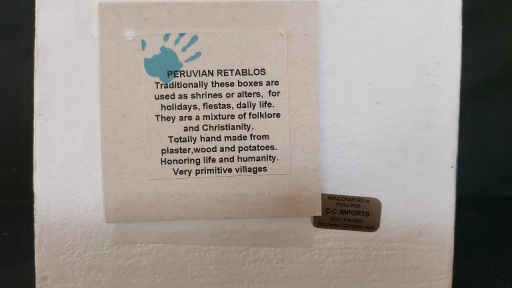 PERUVIAN RETABLOS
Traditionally these boxes are
used as shrines or alters, for
holidays, fiestas, daily life.
They are a mixture of folklore
and Christianity.
Totally hand made from
plaster,wood and potatoes.
Honoring life and humanity.
Very primitive villages
C-C IMPORTS